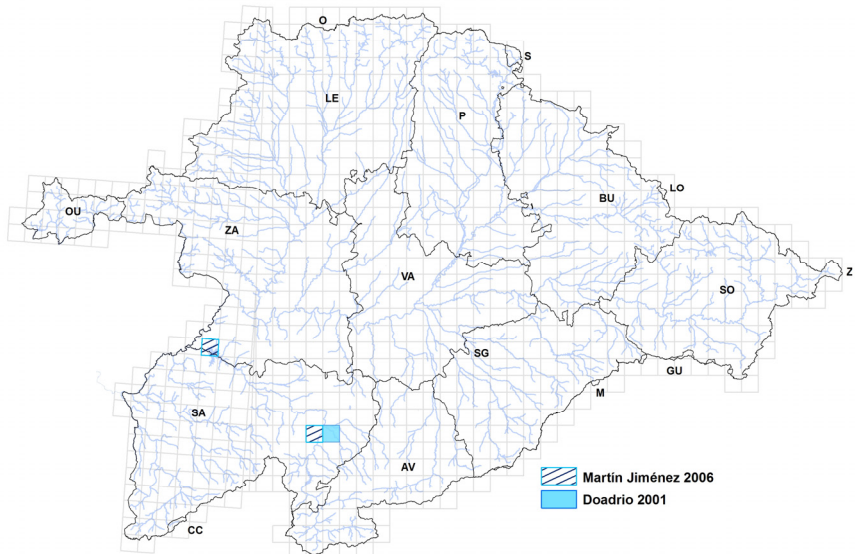 O
S
LE
P
LO
BU
OU
ZA
Z
VA
SO
SG
GU
M
SA
AV
Martín Jiménez 2006
Doadrio 2001
CC